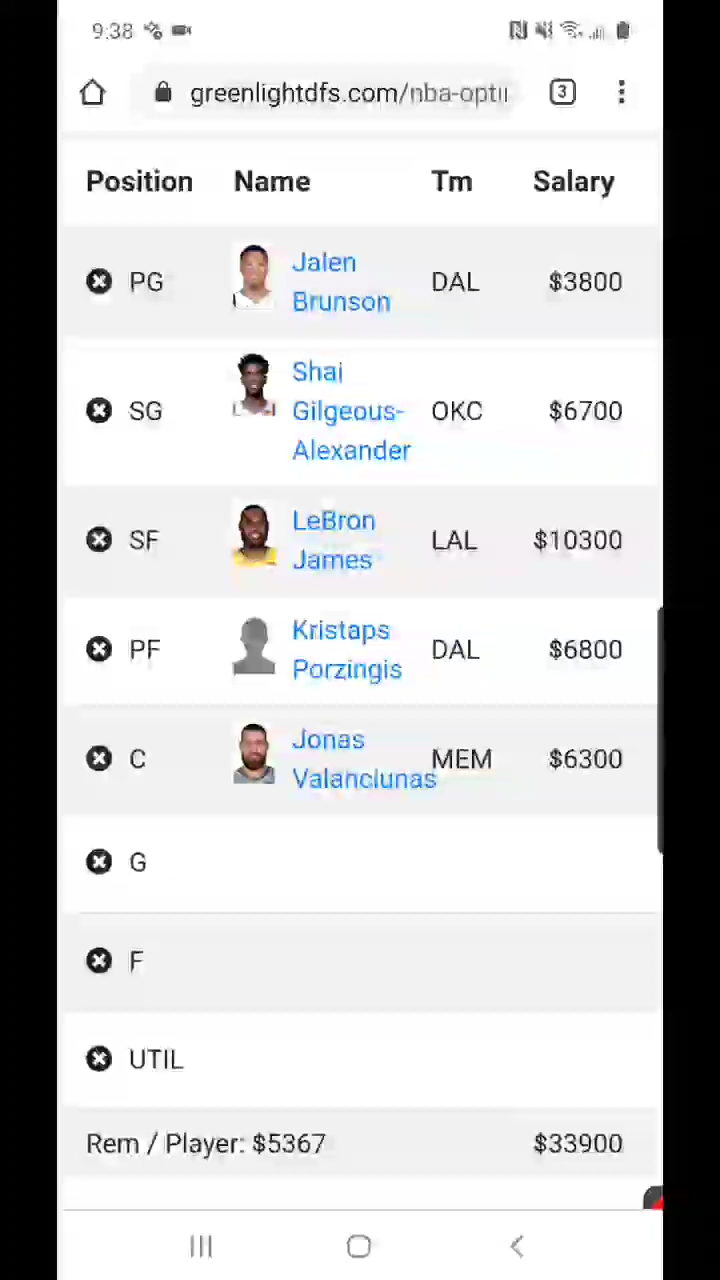 9:38
greenlightdfs.com/nba-opti
3
Position Name Tm Salary
PG Jalen Brunson DAL $3800
SG Shai Gilgeous-Alexander OKC $6700
SF LeBron James LAL $10300
PF Kristaps Porzingis DAL $6800
C Jonas Valanciunas MEM $6300
G
F
UTIL
Rem / Player: $5367 $33900